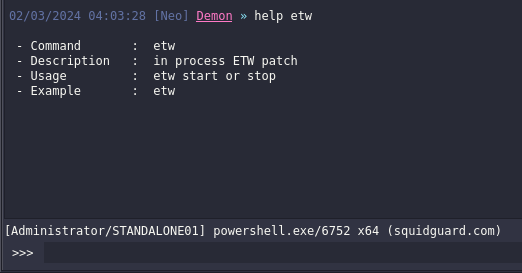 02/03/2024 04:03:28 [Neo] Demon » help etw
- Command : etw
- Description : in process ETW patch
- Usage : etw start or stop
- Example : etw
[Administrator/STANDALONE01] powershell.exe/6752 x64 (squidguard.com)
>>>